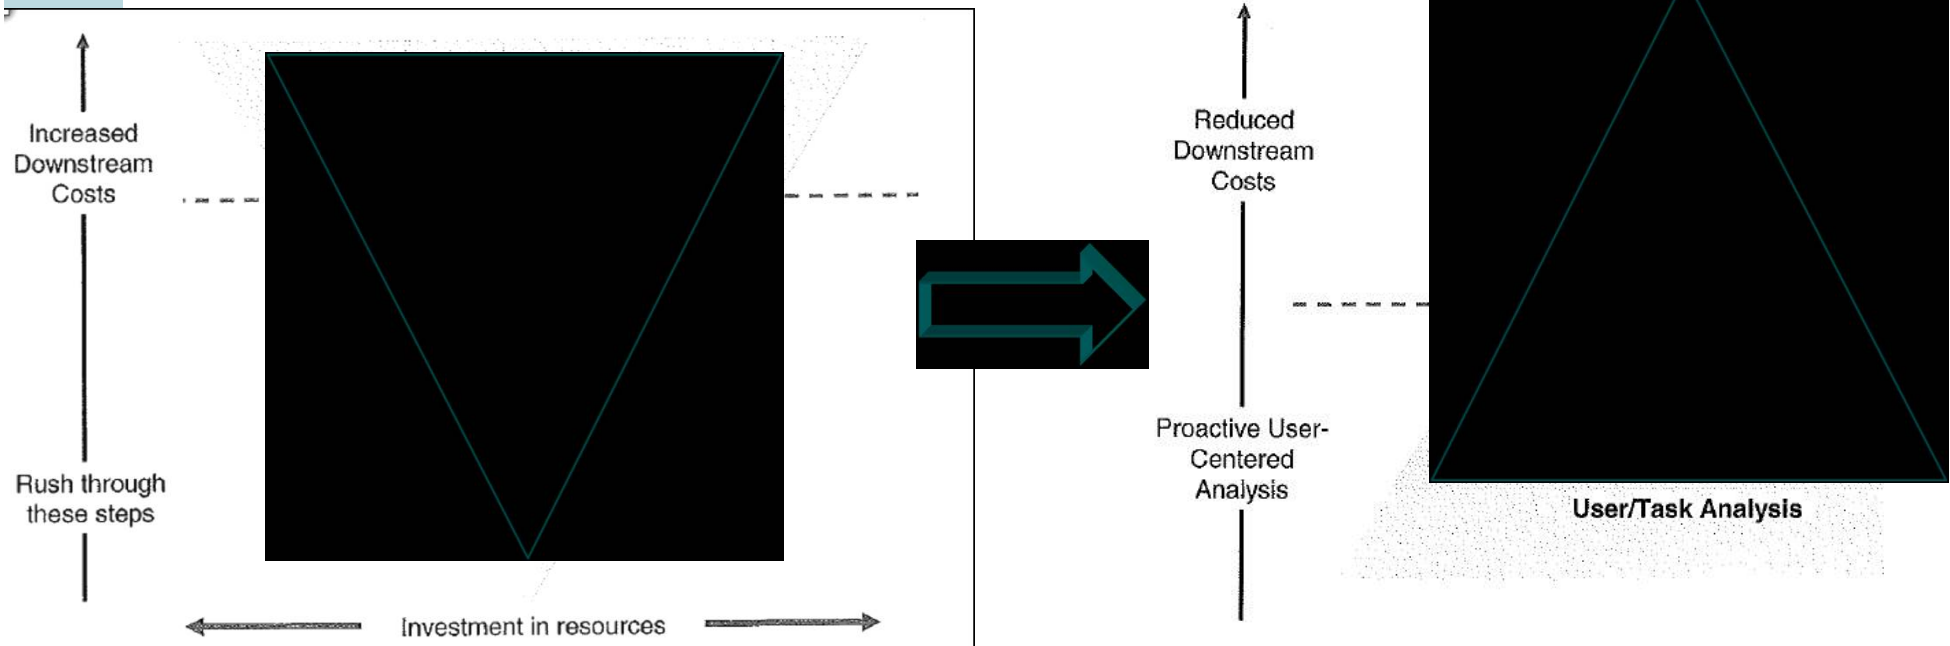 Increased
Downstream
Costs
Rush through
these steps
Investment in resources
Reduced
Downstream
Costs
Proactive User-
Centered
Analysis
User/Task Analysis